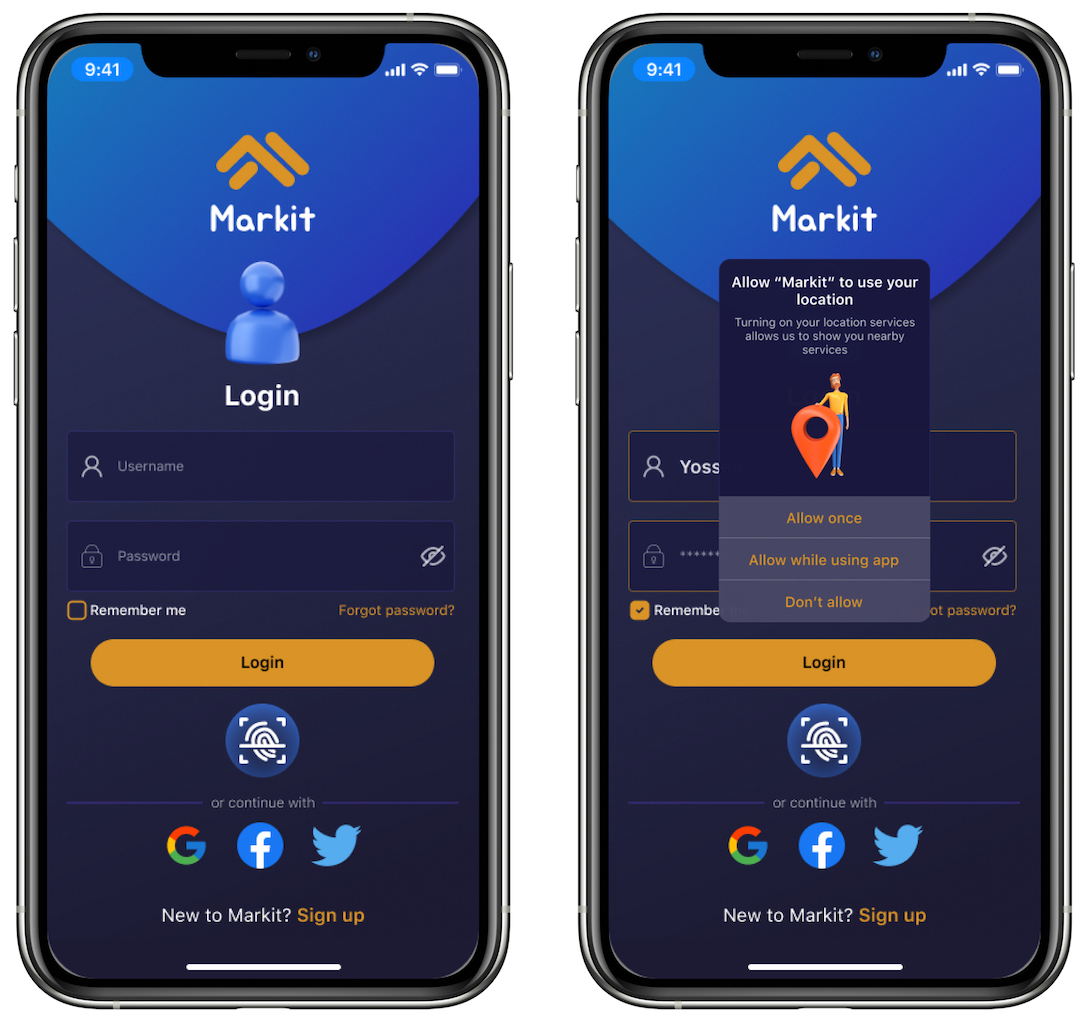 9:41
Markit
Login
Username
Password
Remember me
Forgot password?
Login
or continue with
New to Markit? Sign up
9:41
Markit
Allow “Markit” to use your
location
Turning on your location services
allows us to show you nearby
services
Yoss
Allow once
*******
Allow while using app
Don’t allow
Remembe
ot password?
Login
or continue with
New to Markit? Sign up